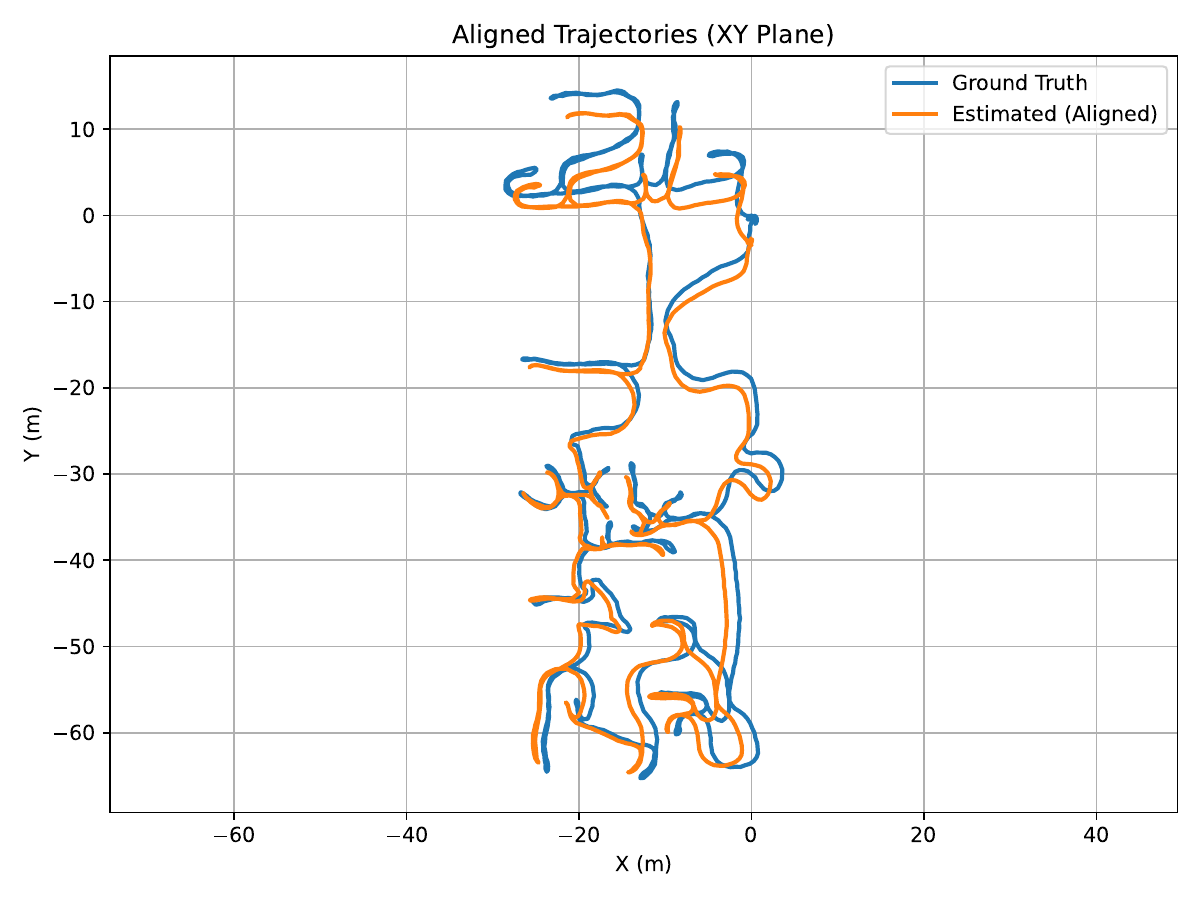 Aligned Trajectories (XY Plane)
Ground Truth
Estimated (Aligned)
10
0
−10
−20
−30
−40
−50
−60
Y (m)
−60
−40
−20
0
20
40
X (m)